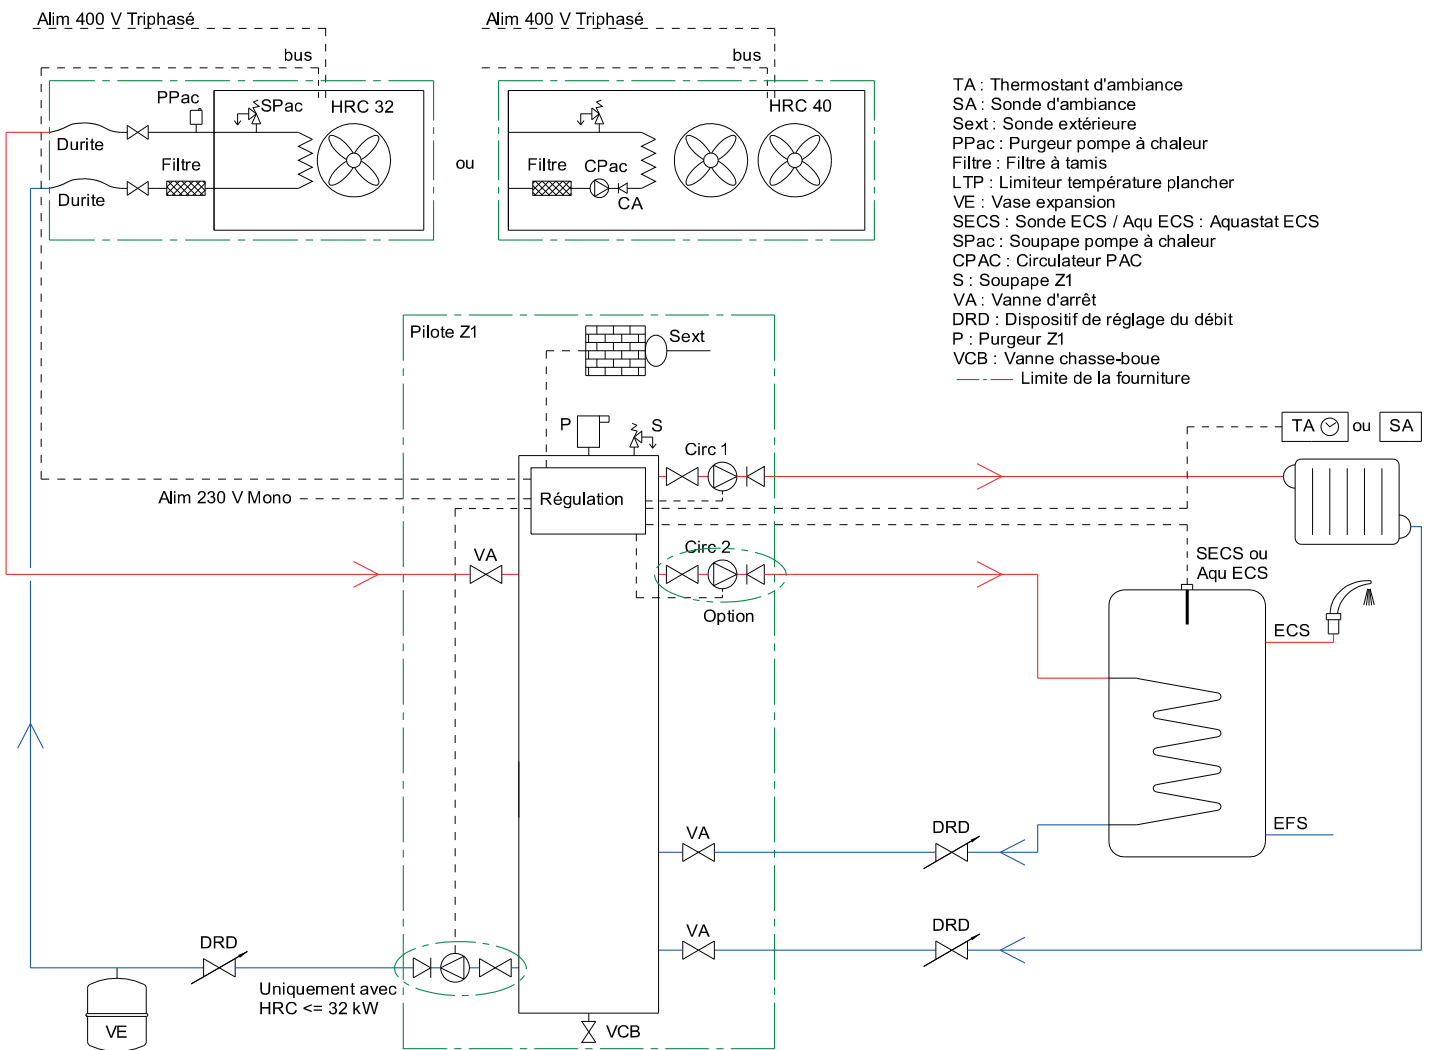 Alim 400 V Triphasé
bus
PPac
SPac
HRC 32
Durite
Filtre
Durite
ou
Alim 400 V Triphasé
bus
HRC 40
Filtre
CPac
CA
TA : Thermostant d'ambiance
SA : Sonde d'ambiance
Sext : Sonde extérieure
PPac : Purgeur pompe à chaleur
Filtre : Filtre à tamis
LTP : Limiteur température plancher
VE : Vase expansion
SECS : Sonde ECS / Aqu ECS : Aquastat ECS
SPac : Soupape pompe à chaleur
CPAC : Circulateur PAC
S : Soupape Z1
VA : Vanne d'arrêt
DRD : Dispositif de réglage du débit
P : Purgeur Z1
VCB : Vanne chasse-boue
Limite de la fourniture
Pilote Z1
Sext
P
S
Circ 1
TA ou SA
Alim 230 V Mono
Régulation
VA
Circ 2
Option
SECS ou
Aqu ECS
ECS
EFS
VA
DRD
VA
DRD
DRD
Uniquement avec
HRC <= 32 kW
VE
VCB